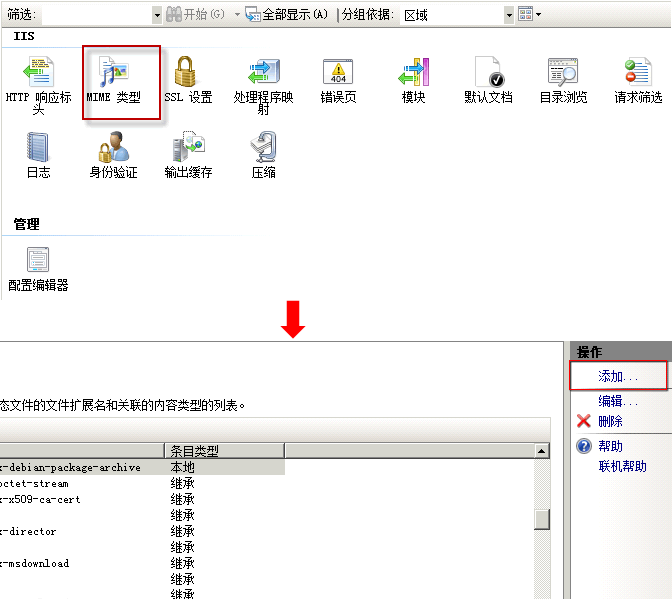 筛选: 开始(G) 全部显示(A) 分组依据: 区域
IIS
HTTP 响应标头 MIME 类型 SSL 设置 处理程序映射 错误页 模块 默认文档 目录浏览 请求筛选
404
日志 身份验证 输出缓存 压缩
管理
配置编辑器
操作
添加...
态文件的文件扩展名和关联的内容类型的列表。
编辑...
删除
帮助
联机帮助
条目类型
x-debian-package-archive 本地
octet-stream 继承
x-x509-ca-cert 继承
继承
x-director 继承
继承
x-msdownload 继承
继承
继承